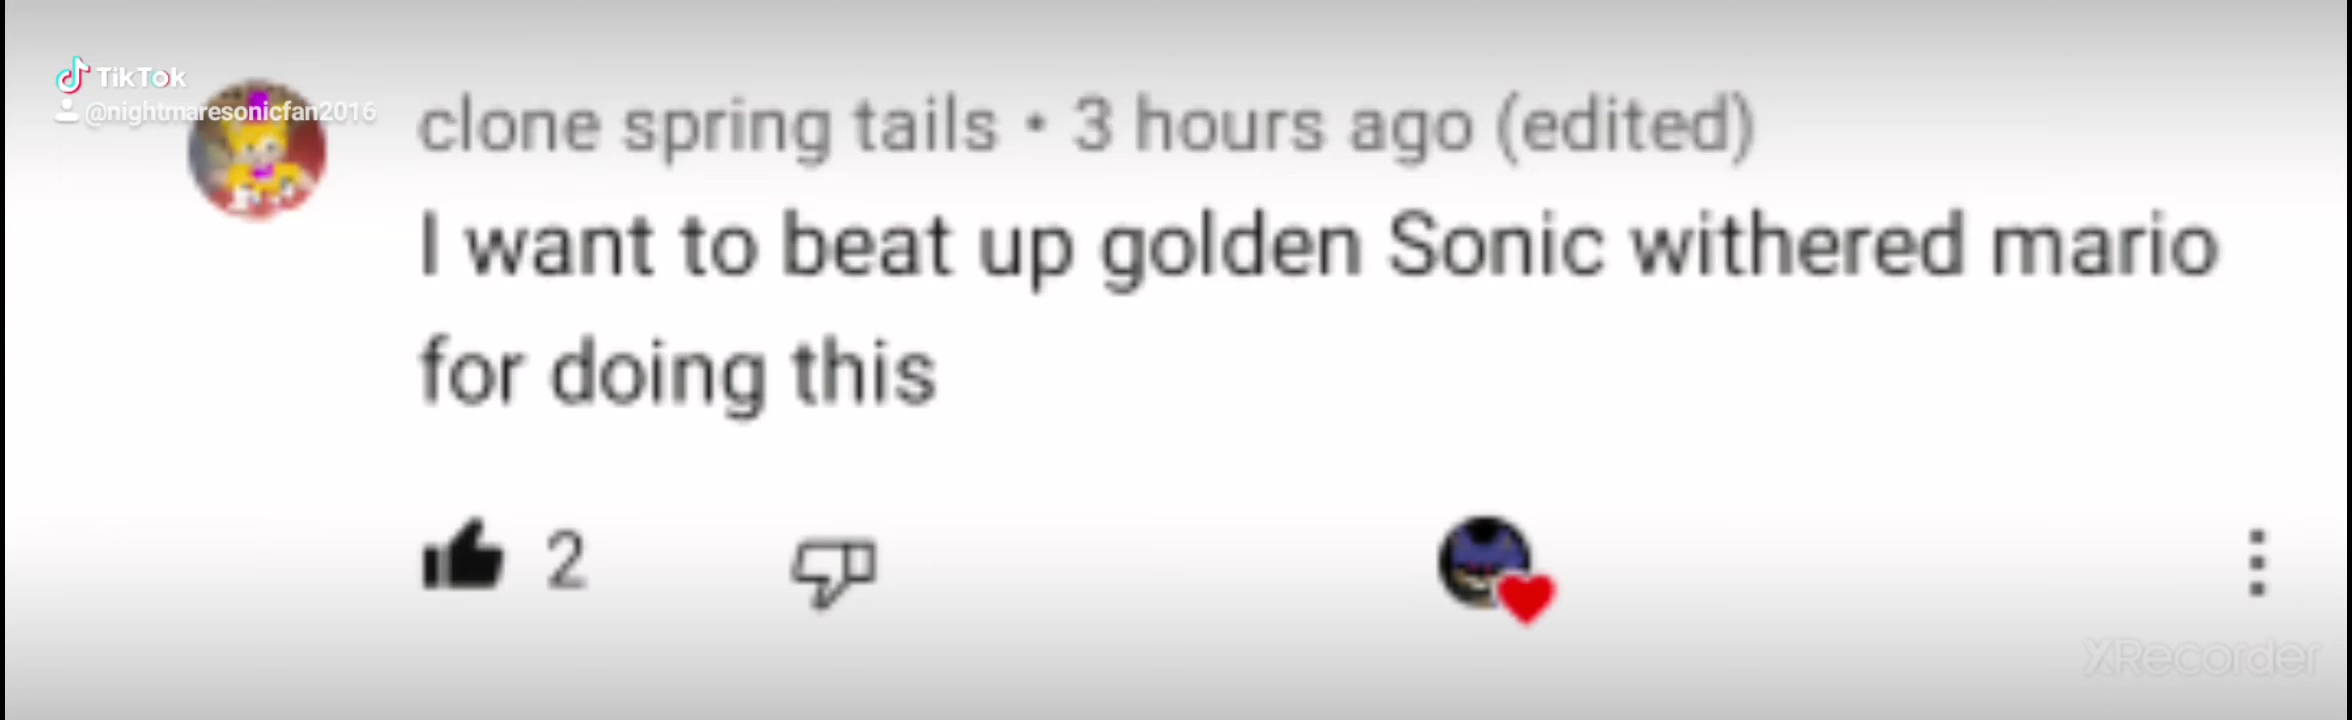 TikTok
@nightmaresonicfan2016
clone spring tails • 3 hours ago (edited)
I want to beat up golden Sonic withered mario
for doing this
2
XRecorder